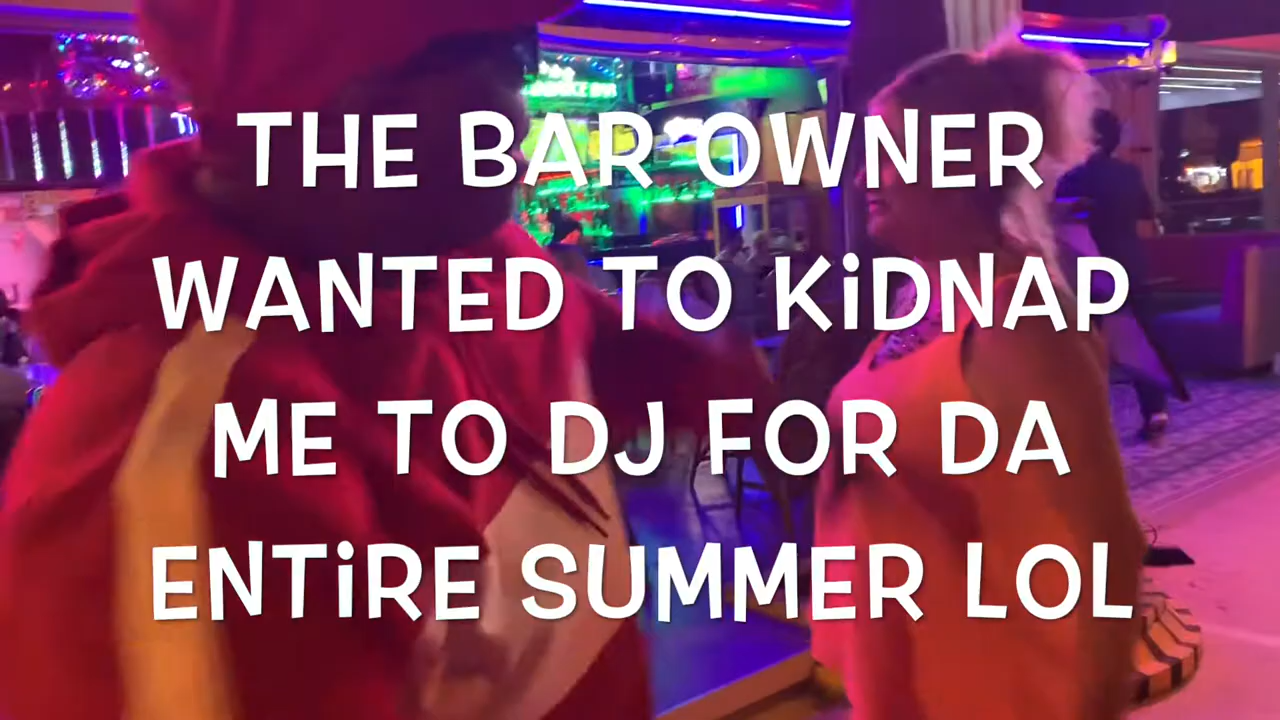 THE BAR OWNER
WANTED TO KiDNAP
ME TO DJ FOR DA
ENTiRE SUMMER LOL